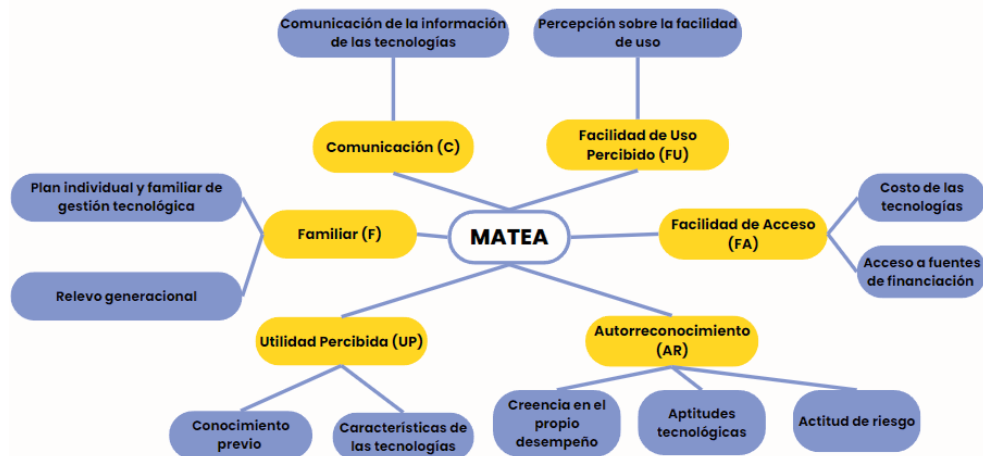 Comunicación de la información
de las tecnologías
Percepción sobre la facilidad
de uso
Comunicación (C)
Facilidad de Uso
Percibido (FU)
Plan individual y familiar de
gestión tecnológica
Familiar (F)
MATEA
Facilidad de Acceso
(FA)
Costo de las
tecnologías
Relevo generacional
Acceso a fuentes
de financiación
Utilidad Percibida (UP)
Autorreconocimiento
(AR)
Conocimiento
previo
Características de
las tecnologías
Creencia en el
propio
desempeño
Aptitudes
tecnológicas
Actitud de riesgo